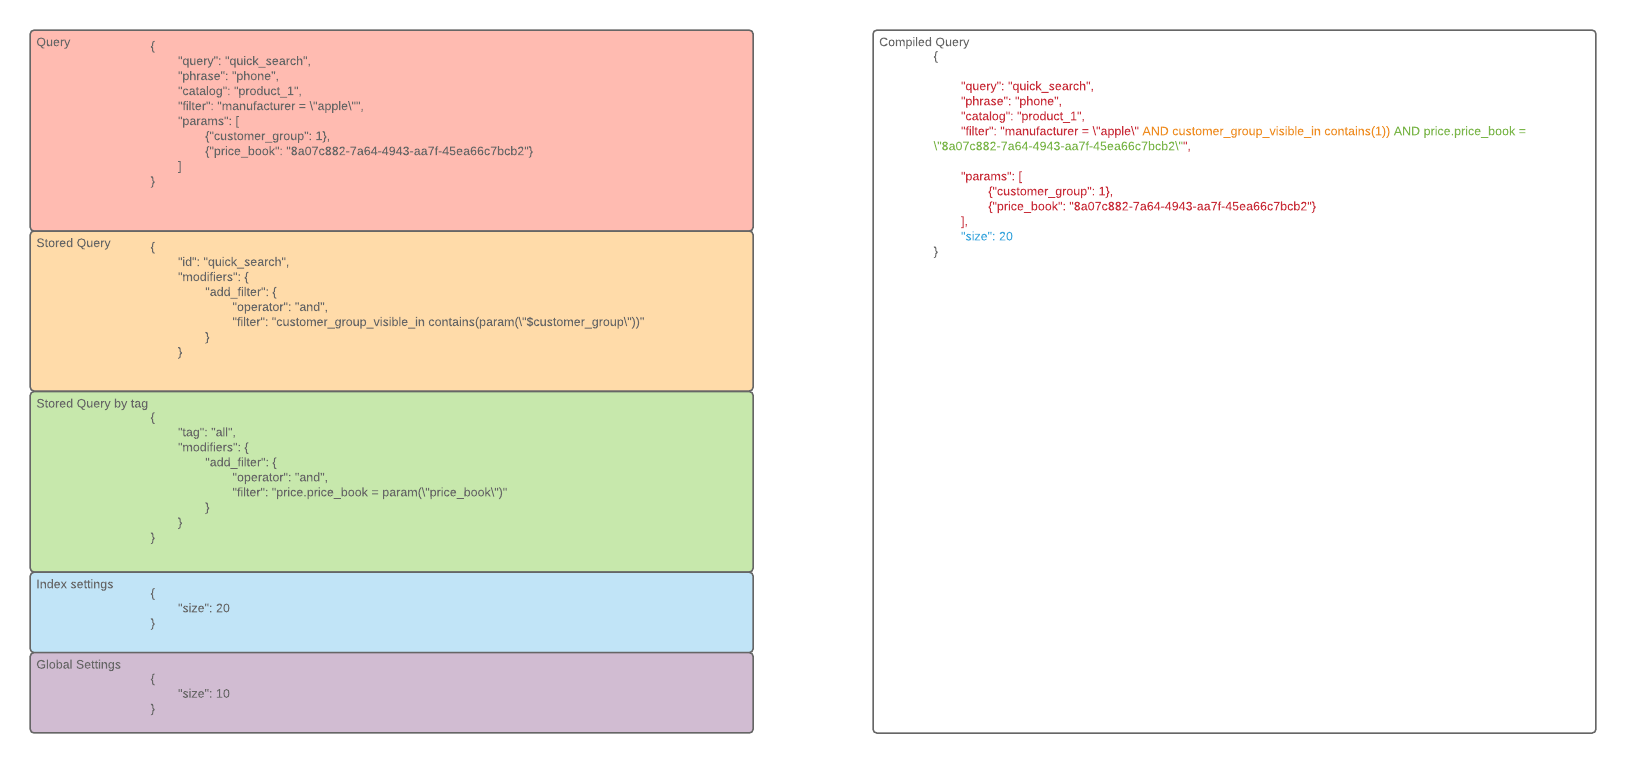 Query
{
"query": "quick_search",
"phrase": "phone",
"catalog": "product_1",
"filter": "manufacturer = \"apple\"",
"params": [
{"customer_group": 1},
{"price_book": "8a07c882-7a64-4943-aa7f-45ea66c7bcb2"}
]
}
Stored Query
{
"id": "quick_search",
"modifiers": {
"add_filter": {
"operator": "and",
"filter": "customer_group_visible_in contains(param(\"$customer_group\"))"
}
}
Stored Query by tag
{
"tag": "all",
"modifiers": {
"add_filter": {
"operator": "and",
"filter": "price.price_book = param(\"price_book\")"
}
}
}
Index settings
{
"size": 20
}
Global Settings
{
"size": 10
}
Compiled Query
{
"query": "quick_search",
"phrase": "phone",
"catalog": "product_1",
"filter": "manufacturer = \"apple\" AND customer_group_visible_in contains(1)) AND price.price_book =
\"8a07c882-7a64-4943-aa7f-45ea66c7bcb2\"",
"params": [
{"customer_group": 1},
{"price_book": "8a07c882-7a64-4943-aa7f-45ea66c7bcb2"}
],
"size": 20
}